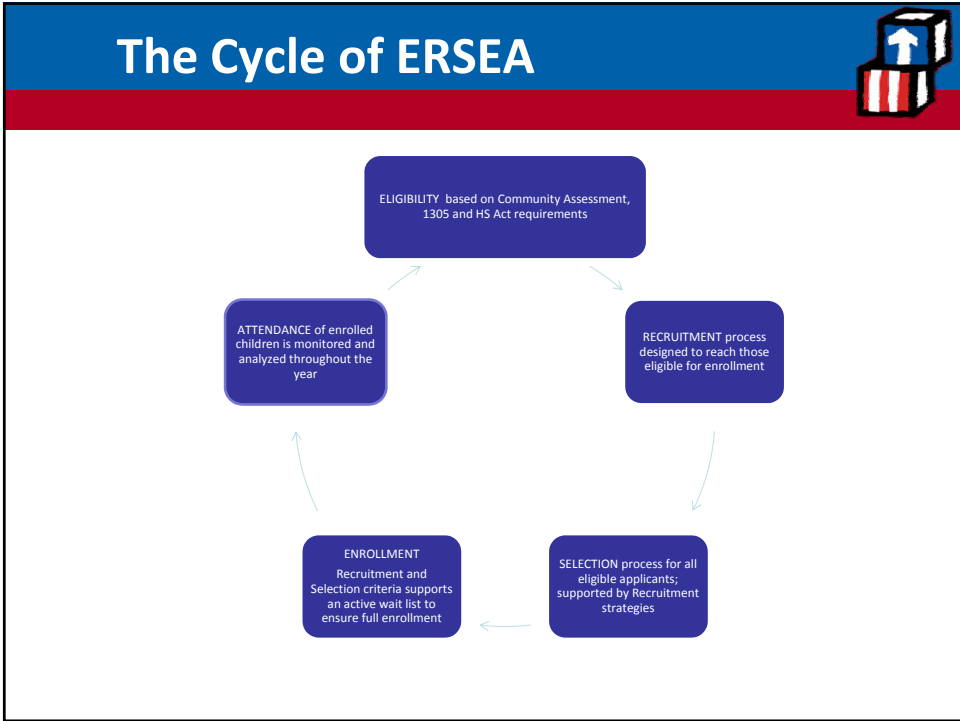 The Cycle of ERSEA
ELIGIBILITY based on Community Assessment,
1305 and HS Act requirements
RECRUITMENT process
designed to reach those
eligible for enrollment
SELECTION process for all
eligible applicants;
supported by Recruitment
strategies
ENROLLMENT
Recruitment and
Selection criteria supports
an active wait list to
ensure full enrollment
ATTENDANCE of enrolled
children is monitored and
analyzed throughout the
year